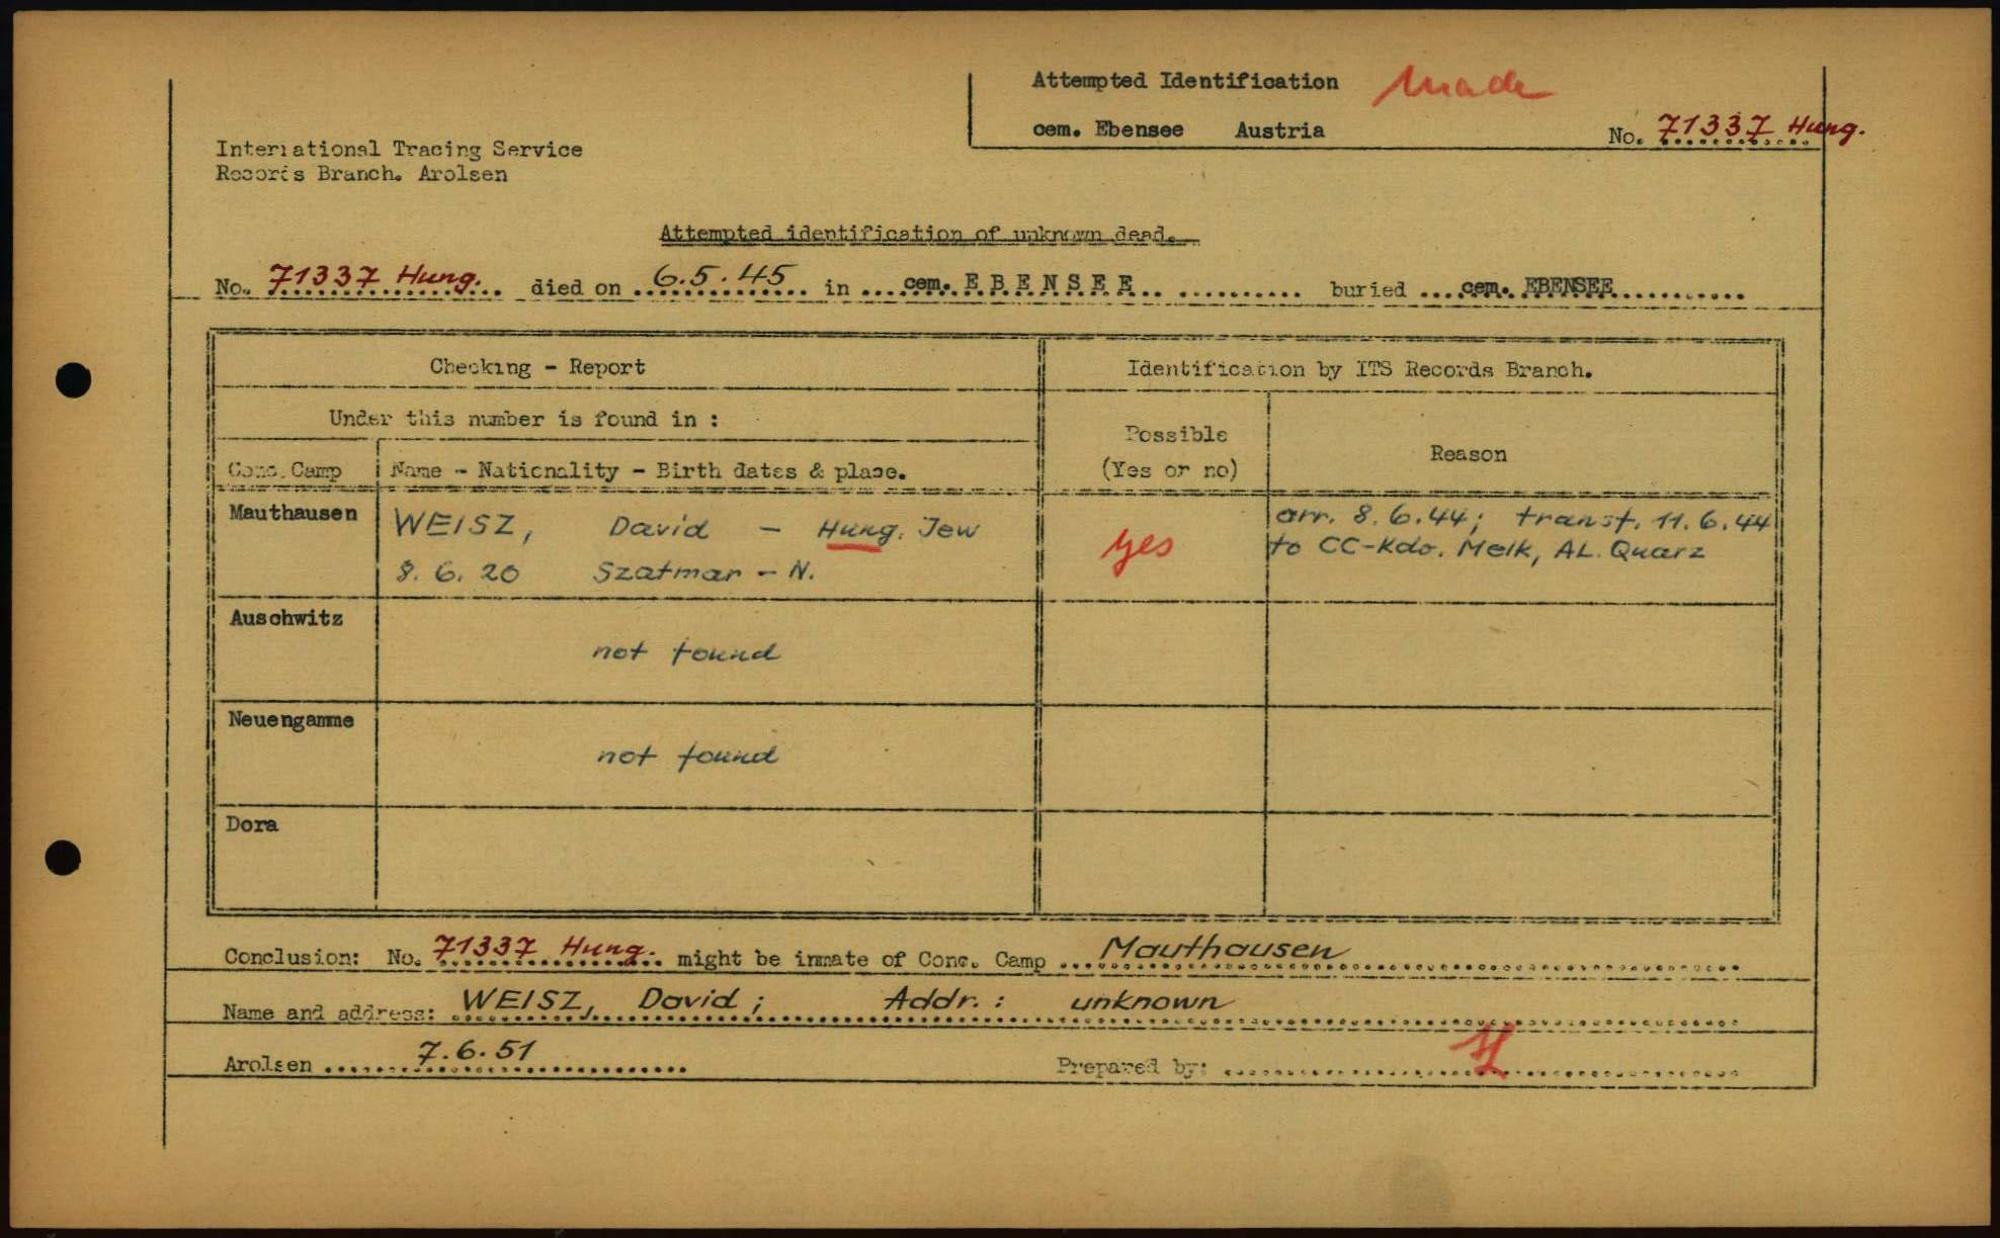 Attempted Identification Made
cem. Ebensee Austria No. 71337 Hung.
International Tracing Service
Records Branch. Arolsen
Attempted identification of unknown dead.
No. 71337 Hung. died on 6.5.45 in cem. EBENSEE buried cem. EBENSEE
Checking - Report
Identification by ITS Records Branch.
Under this number is found in :
Possible
(Yes or no)
Reason
Conc. Camp Name - Nationality - Birth dates & place.
Mauthausen WEISZ, David - Hung. Jew
8.6.20 Szatmar - N.
yes
arr. 8.6.44; transf. 11.6.44
to CC-Kdo. Melk, AL. Quarz
Auschwitz
not found
Neuengamme
not found
Dora
Conclusion: No. 71337 Hung. might be inmate of Conc. Camp Mauthausen
Name and address: WEISZ, David; Addr.: unknown
Arolsen 7.6.51 Prepared by: